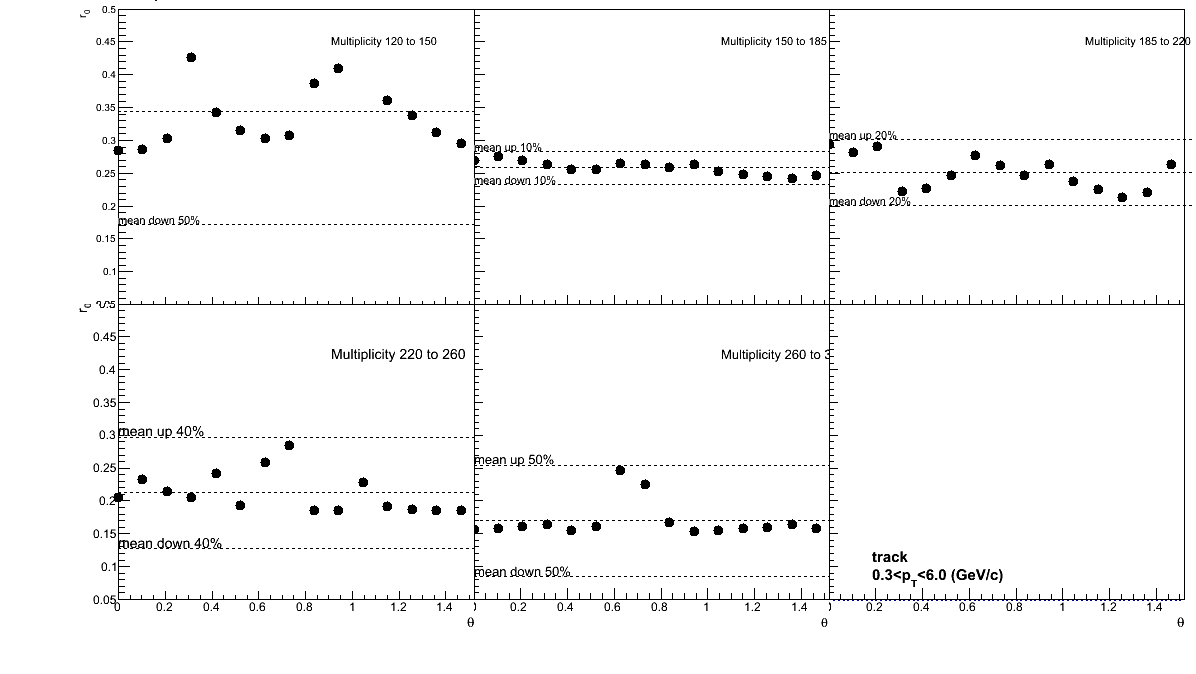 r0
0.5
0.45
0.4
0.35
0.3
0.25
0.2
0.15
0.1
Multiplicity 120 to 150
mean down 50%
Multiplicity 150 to 185
mean up 10%
mean down 10%
Multiplicity 185 to 220
mean up 20%
mean down 20%
r0
0.45
0.4
0.35
0.3
0.25
0.2
0.15
0.1
0.05
Multiplicity 220 to 260
mean up 40%
mean down 40%
0 0.2 0.4 0.6 0.8 1 1.2 1.4
θ
Multiplicity 260 to 3
mean up 50%
mean down 50%
0.2 0.4 0.6 0.8 1 1.2 1.4
θ
track
0.3<pT<6.0 (GeV/c)
0.2 0.4 0.6 0.8 1 1.2 1.4
θ